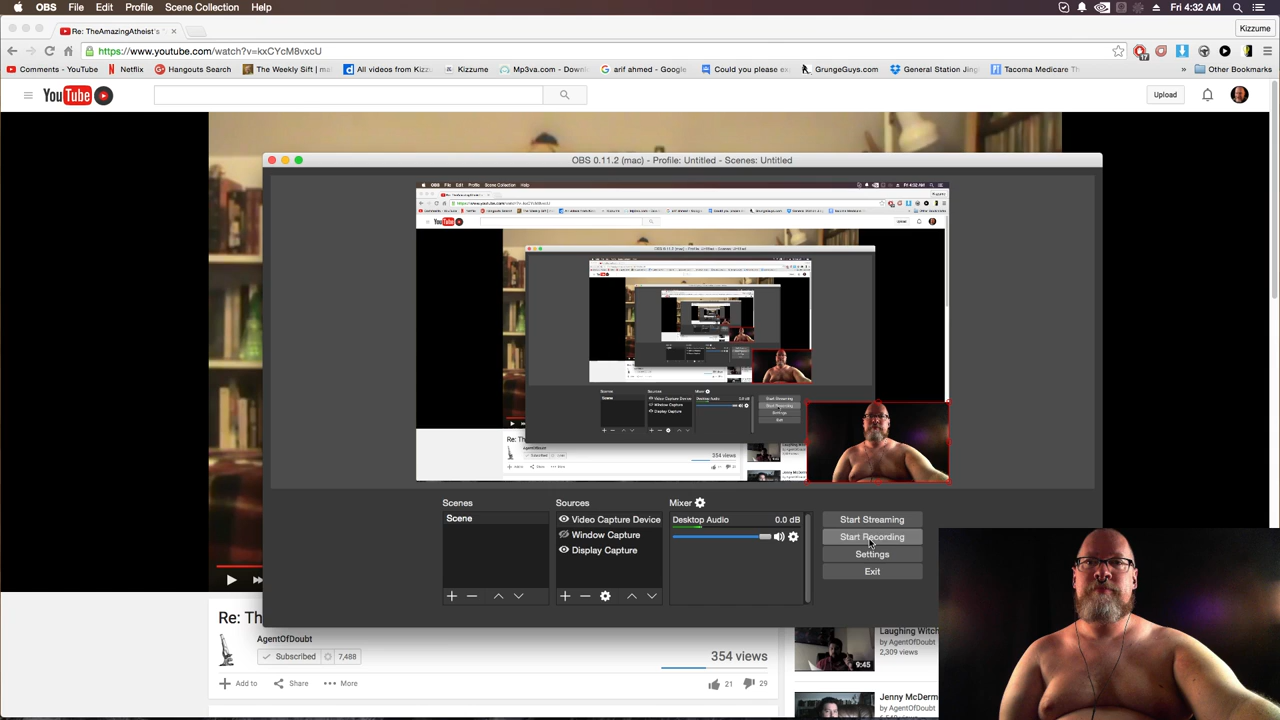 OBS File Edit Profile Scene Collection Help Fri 4:32 AM
Re: TheAmazingAtheist's Kizzume
https://www.youtube.com/watch?v=kxCYcM8vxcU
Comments - YouTube Netflix Hangouts Search The Weekly Sift | ma All videos from Kizz Kizzume Mp3va.com - Down arif ahmed - Google Could you please ex GrungeGuys.com General Station Jing Tacoma Medicare Th » Other Bookmarks
YouTube Upload
OBS 0.11.2 (mac) - Profile: Untitled - Scenes: Untitled
354 views
Scenes Sources Mixer
Scene Video Capture Device Desktop Audio 0.0 dB Start Streaming
Window Capture Start Recording
Display Capture Settings
Exit
Re: Th
AgentOfDoubt
Subscribed 7,488
354 views
Add to Share More 21 29
Laughing Witch
by AgentOfDoubt
2,309 views
9:45
Jenny McDerm
by AgentOfDoubt